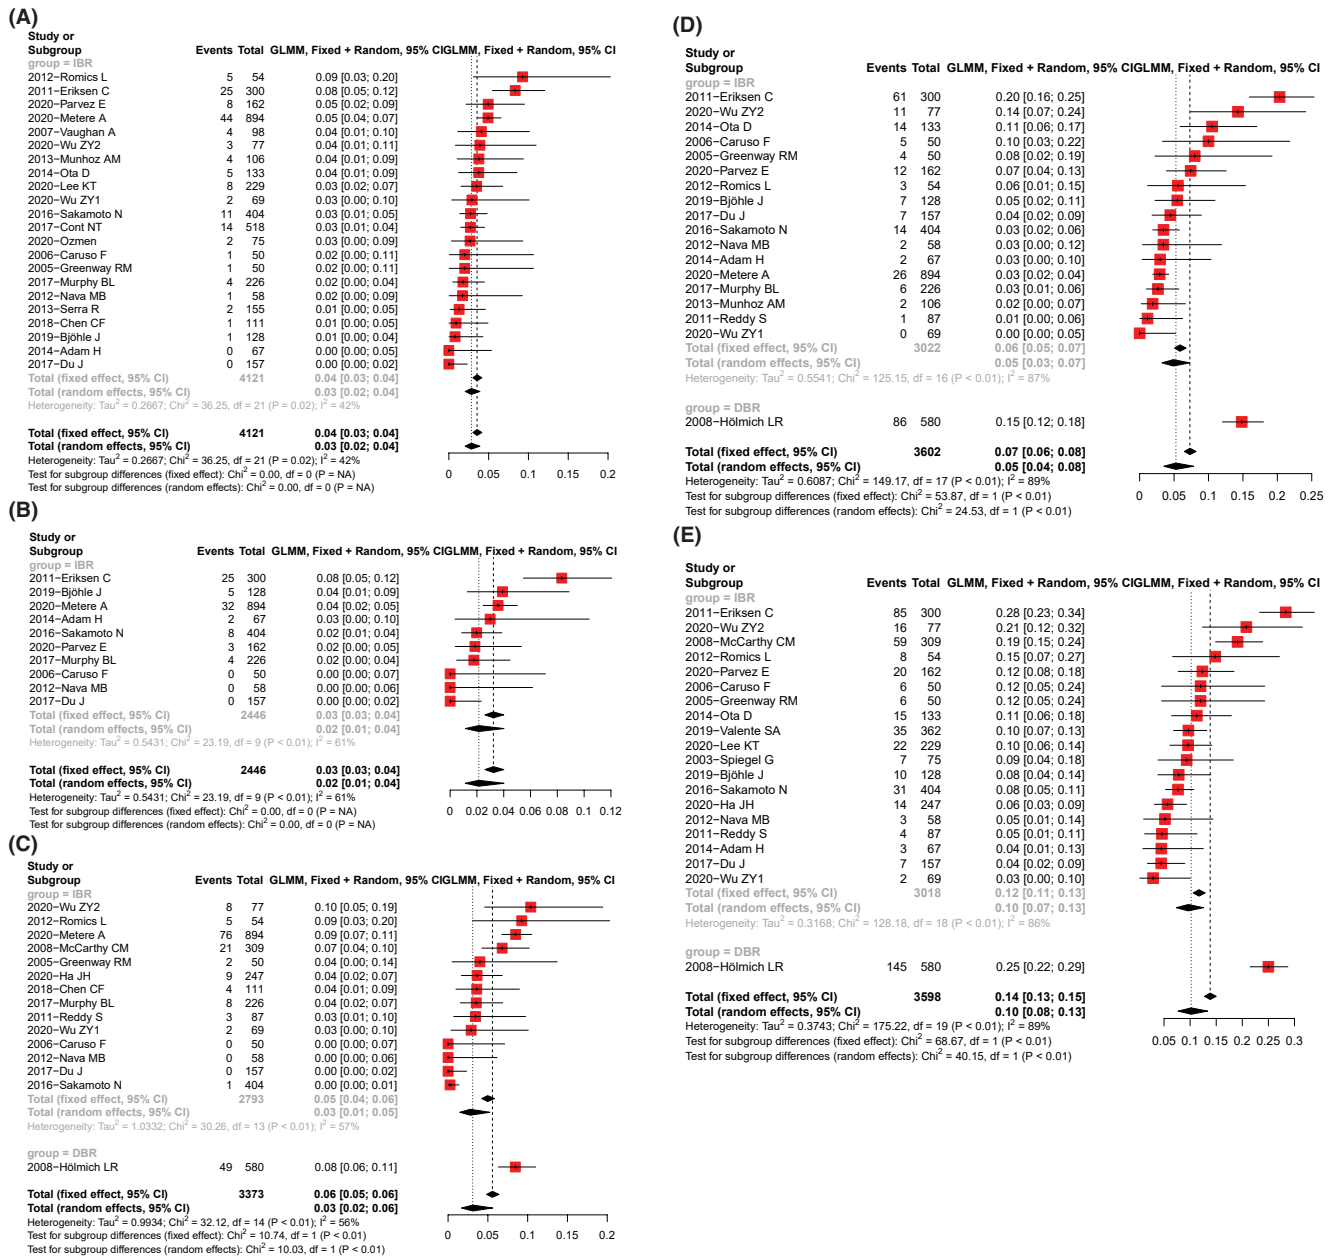 (A)
Study or
Subgroup Events Total GLMM, Fixed + Random, 95% CI GLMM, Fixed + Random, 95% CI
group = IBR
2012−Romics L 5 54 0.09 [0.03; 0.20]
2011−Eriksen C 25 300 0.08 [0.05; 0.12]
2020−Parvez E 8 162 0.05 [0.02; 0.09]
2020−Metere A 44 894 0.05 [0.04; 0.07]
2007−Vaughan A 4 98 0.04 [0.01; 0.10]
2020−Wu ZY2 3 77 0.04 [0.01; 0.11]
2013−Munhoz AM 4 106 0.04 [0.01; 0.09]
2014−Ota D 5 133 0.04 [0.01; 0.09]
2020−Lee KT 8 229 0.03 [0.02; 0.07]
2020−Wu ZY1 2 69 0.03 [0.00; 0.10]
2016−Sakamoto N 11 404 0.03 [0.01; 0.05]
2017−Cont NT 14 518 0.03 [0.01; 0.04]
2020−Ozmen 2 75 0.03 [0.00; 0.09]
2006−Caruso F 1 50 0.02 [0.00; 0.11]
2005−Greenway RM 1 50 0.02 [0.00; 0.11]
2017−Murphy BL 4 226 0.02 [0.00; 0.04]
2012−Nava MB 1 58 0.02 [0.00; 0.09]
2013−Serra R 2 155 0.01 [0.00; 0.05]
2018−Chen CF 1 111 0.01 [0.00; 0.05]
2019−Bjöhle J 1 128 0.01 [0.00; 0.04]
2014−Adam H 0 67 0.00 [0.00; 0.05]
2017−Du J 0 157 0.00 [0.00; 0.02]
Total (fixed effect, 95% CI) 4121 0.04 [0.03; 0.04]
Total (random effects, 95% CI) 0.03 [0.02; 0.04]
Heterogeneity: Tau² = 0.2667; Chi² = 36.25, df = 21 (P = 0.02); I² = 42%
Total (fixed effect, 95% CI) 4121 0.04 [0.03; 0.04]
Total (random effects, 95% CI) 0.03 [0.02; 0.04]
Heterogeneity: Tau² = 0.2667; Chi² = 36.25, df = 21 (P = 0.02); I² = 42%
Test for subgroup differences (fixed effect): Chi² = 0.00, df = 0 (P = NA)
Test for subgroup differences (random effects): Chi² = 0.00, df = 0 (P = NA)
0 0.05 0.1 0.15 0.2
(B)
Study or
Subgroup Events Total GLMM, Fixed + Random, 95% CI GLMM, Fixed + Random, 95% CI
group = IBR
2011−Eriksen C 25 300 0.08 [0.05; 0.12]
2019−Bjöhle J 5 128 0.04 [0.01; 0.09]
2020−Metere A 32 894 0.04 [0.02; 0.05]
2014−Adam H 2 67 0.03 [0.00; 0.10]
2016−Sakamoto N 8 404 0.02 [0.01; 0.04]
2020−Parvez E 3 162 0.02 [0.00; 0.05]
2017−Murphy BL 4 226 0.02 [0.00; 0.04]
2006−Caruso F 0 50 0.00 [0.00; 0.07]
2012−Nava MB 0 58 0.00 [0.00; 0.06]
2017−Du J 0 157 0.00 [0.00; 0.02]
Total (fixed effect, 95% CI) 2446 0.03 [0.03; 0.04]
Total (random effects, 95% CI) 0.02 [0.01; 0.04]
Heterogeneity: Tau² = 0.5431; Chi² = 23.19, df = 9 (P < 0.01); I² = 61%
Total (fixed effect, 95% CI) 2446 0.03 [0.03; 0.04]
Total (random effects, 95% CI) 0.02 [0.01; 0.04]
Heterogeneity: Tau² = 0.5431; Chi² = 23.19, df = 9 (P < 0.01); I² = 61%
Test for subgroup differences (fixed effect): Chi² = 0.00, df = 0 (P = NA)
Test for subgroup differences (random effects): Chi² = 0.00, df = 0 (P = NA)
0 0.02 0.04 0.06 0.08 0.1 0.12
(C)
Study or
Subgroup Events Total GLMM, Fixed + Random, 95% CI GLMM, Fixed + Random, 95% CI
group = IBR
2020−Wu ZY2 8 77 0.10 [0.05; 0.19]
2012−Romics L 5 54 0.09 [0.03; 0.20]
2020−Metere A 76 894 0.09 [0.07; 0.11]
2008−McCarthy CM 21 309 0.07 [0.04; 0.10]
2005−Greenway RM 2 50 0.04 [0.00; 0.14]
2020−Ha JH 9 247 0.04 [0.02; 0.07]
2018−Chen CF 4 111 0.04 [0.01; 0.09]
2017−Murphy BL 8 226 0.04 [0.02; 0.07]
2011−Reddy S 3 87 0.03 [0.01; 0.10]
2020−Wu ZY1 2 69 0.03 [0.00; 0.10]
2006−Caruso F 0 50 0.00 [0.00; 0.07]
2012−Nava MB 0 58 0.00 [0.00; 0.06]
2017−Du J 0 157 0.00 [0.00; 0.02]
2016−Sakamoto N 1 404 0.00 [0.00; 0.01]
Total (fixed effect, 95% CI) 2793 0.05 [0.04; 0.06]
Total (random effects, 95% CI) 0.03 [0.01; 0.05]
Heterogeneity: Tau² = 1.0332; Chi² = 30.26, df = 13 (P < 0.01); I² = 57%
group = DBR
2008−Hölmich LR 49 580 0.08 [0.06; 0.11]
Total (fixed effect, 95% CI) 3373 0.06 [0.05; 0.06]
Total (random effects, 95% CI) 0.03 [0.02; 0.06]
Heterogeneity: Tau² = 0.9934; Chi² = 32.12, df = 14 (P < 0.01); I² = 56%
Test for subgroup differences (fixed effect): Chi² = 10.74, df = 1 (P < 0.01)
Test for subgroup differences (random effects): Chi² = 10.03, df = 1 (P < 0.01)
0 0.05 0.1 0.15 0.2
(D)
Study or
Subgroup Events Total GLMM, Fixed + Random, 95% CI GLMM, Fixed + Random, 95% CI
group = IBR
2011−Eriksen C 61 300 0.20 [0.16; 0.25]
2020−Wu ZY2 11 77 0.14 [0.07; 0.24]
2014−Ota D 14 133 0.11 [0.06; 0.17]
2006−Caruso F 5 50 0.10 [0.03; 0.22]
2005−Greenway RM 4 50 0.08 [0.02; 0.19]
2020−Parvez E 12 162 0.07 [0.04; 0.13]
2012−Romics L 3 54 0.06 [0.01; 0.15]
2019−Bjöhle J 7 128 0.05 [0.02; 0.11]
2017−Du J 7 157 0.04 [0.02; 0.09]
2016−Sakamoto N 14 404 0.03 [0.02; 0.06]
2012−Nava MB 2 58 0.03 [0.00; 0.12]
2014−Adam H 2 67 0.03 [0.00; 0.10]
2020−Metere A 26 894 0.03 [0.02; 0.04]
2017−Murphy BL 6 226 0.03 [0.01; 0.06]
2013−Munhoz AM 2 106 0.02 [0.00; 0.07]
2011−Reddy S 1 87 0.01 [0.00; 0.06]
2020−Wu ZY1 0 69 0.00 [0.00; 0.05]
Total (fixed effect, 95% CI) 3022 0.06 [0.05; 0.07]
Total (random effects, 95% CI) 0.05 [0.03; 0.07]
Heterogeneity: Tau² = 0.5541; Chi² = 125.15, df = 16 (P < 0.01); I² = 87%
group = DBR
2008−Hölmich LR 86 580 0.15 [0.12; 0.18]
Total (fixed effect, 95% CI) 3602 0.07 [0.06; 0.08]
Total (random effects, 95% CI) 0.05 [0.04; 0.08]
Heterogeneity: Tau² = 0.6087; Chi² = 149.17, df = 17 (P < 0.01); I² = 89%
Test for subgroup differences (fixed effect): Chi² = 53.87, df = 1 (P < 0.01)
Test for subgroup differences (random effects): Chi² = 24.53, df = 1 (P < 0.01)
0 0.05 0.1 0.15 0.2 0.25
(E)
Study or
Subgroup Events Total GLMM, Fixed + Random, 95% CI GLMM, Fixed + Random, 95% CI
group = IBR
2011−Eriksen C 85 300 0.28 [0.23; 0.34]
2020−Wu ZY2 16 77 0.21 [0.12; 0.32]
2008−McCarthy CM 59 309 0.19 [0.15; 0.24]
2012−Romics L 8 54 0.15 [0.07; 0.27]
2020−Parvez E 20 162 0.12 [0.08; 0.18]
2006−Caruso F 6 50 0.12 [0.05; 0.24]
2005−Greenway RM 6 50 0.12 [0.05; 0.24]
2014−Ota D 15 133 0.11 [0.06; 0.18]
2019−Valente SA 35 362 0.10 [0.07; 0.13]
2020−Lee KT 22 229 0.10 [0.06; 0.14]
2003−Spiegel G 7 75 0.09 [0.04; 0.18]
2019−Bjöhle J 10 128 0.08 [0.04; 0.14]
2016−Sakamoto N 31 404 0.08 [0.05; 0.11]
2020−Ha JH 14 247 0.06 [0.03; 0.09]
2012−Nava MB 3 58 0.05 [0.01; 0.14]
2011−Reddy S 4 87 0.05 [0.01; 0.11]
2014−Adam H 3 67 0.04 [0.01; 0.13]
2017−Du J 7 157 0.04 [0.02; 0.09]
2020−Wu ZY1 2 69 0.03 [0.00; 0.10]
Total (fixed effect, 95% CI) 3018 0.12 [0.11; 0.13]
Total (random effects, 95% CI) 0.10 [0.07; 0.13]
Heterogeneity: Tau² = 0.3168; Chi² = 128.18, df = 18 (P < 0.01); I² = 86%
group = DBR
2008−Hölmich LR 145 580 0.25 [0.22; 0.29]
Total (fixed effect, 95% CI) 3598 0.14 [0.13; 0.15]
Total (random effects, 95% CI) 0.10 [0.08; 0.13]
Heterogeneity: Tau² = 0.3743; Chi² = 175.22, df = 19 (P < 0.01); I² = 89%
Test for subgroup differences (fixed effect): Chi² = 68.67, df = 1 (P < 0.01)
Test for subgroup differences (random effects): Chi² = 40.15, df = 1 (P < 0.01)
0.05 0.1 0.15 0.2 0.25 0.3